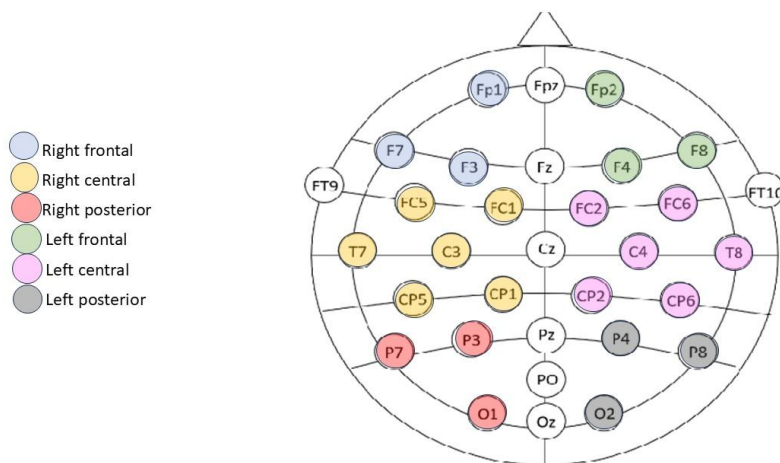 Right frontal
Right central
Right posterior
Left frontal
Left central
Left posterior
Fp1 Fpz Fp2
F7 F3 Fz F4 F8
FT9 FT10
FC5 FC1 FC2 FC6
T7 C3 Cz C4 T8
CP5 CP1 CP2 CP6
P7 P3 Pz P4 P8
PO
O1 Oz O2